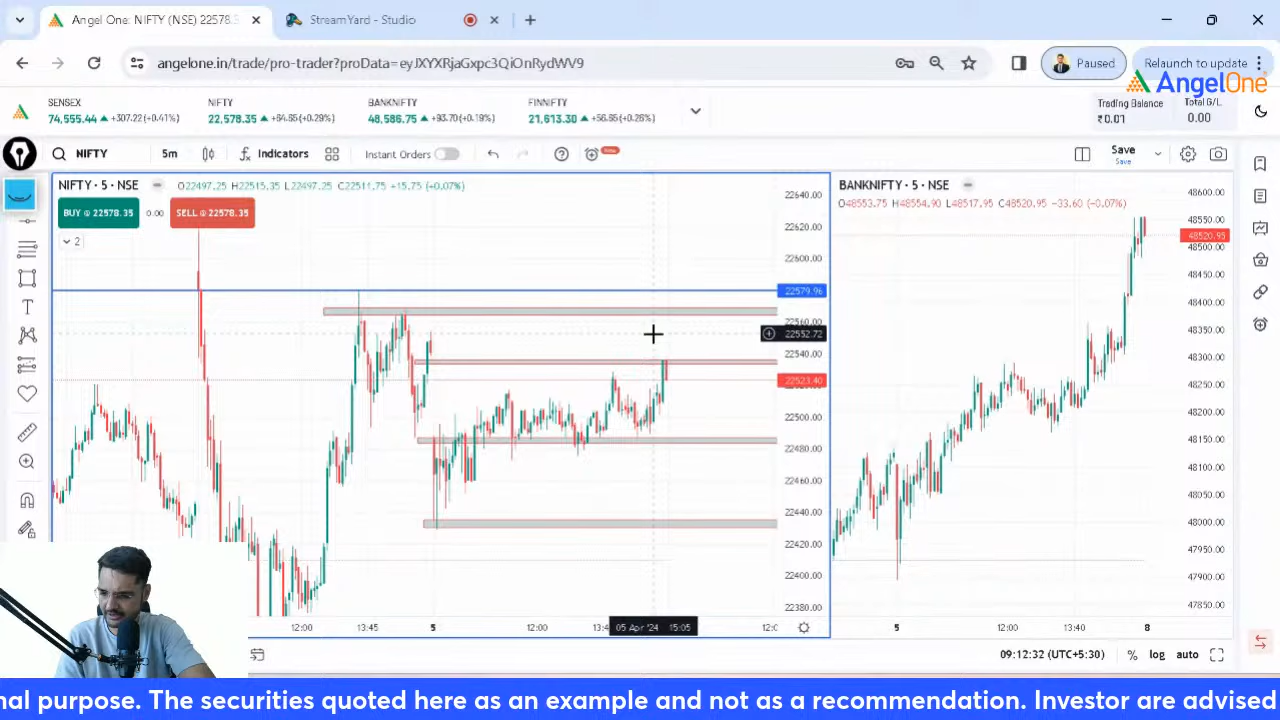 Angel One: NIFTY (NSE) 22578.3
StreamYard - Studio
angelone.in/trade/pro-trader?proData=eyJXYXRjaGxpc3QiOnRydWV9
Paused
Relaunch to update
AngelOne
SENSEX
74,555.44 +307.22 (+0.41%)
NIFTY
22,578.35 +64.65 (+0.29%)
BANKNIFTY
48,586.75 +93.70 (+0.19%)
FINNIFTY
21,613.30 +56.55 (+0.26%)
Trading Balance
₹0.01
Total G/L
0.00
NIFTY
5m
Indicators
Instant Orders
New
Save
Save
NIFTY · 5 · NSE
O22497.25 H22515.35 L22497.25 C22511.75 +15.75 (+0.07%)
BUY @ 22578.35
0.00
SELL @ 22578.35
2
22640.00
22620.00
22600.00
22579.96
22560.00
22552.72
22540.00
22523.40
22500.00
22480.00
22460.00
22440.00
22420.00
22400.00
22380.00
12:00
13:45
5
12:00
05 Apr '24 15:05
BANKNIFTY · 5 · NSE
O48553.75 H48554.90 L48517.95 C48520.95 −33.60 (−0.07%)
48600.00
48550.00
48520.95
48500.00
48450.00
48400.00
48350.00
48300.00
48250.00
48200.00
48150.00
48100.00
48050.00
48000.00
47950.00
47900.00
47850.00
5
12:00
13:40
8
09:12:32 (UTC+5:30)
%
log
auto
nal purpose. The securities quoted here as an example and not as a recommendation. Investor are advised